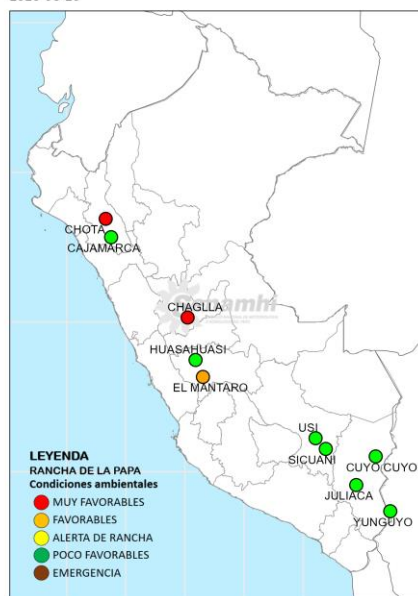 CHOTA
CAJAMARCA
CHAGLLA
HUASAHUASI
EL MANTARO
USI
SICUANI
CUYO CUYO
JULIACA
YUNGUYO
LEYENDA
RANCHA DE LA PAPA
Condiciones ambientales
MUY FAVORABLES
FAVORABLES
ALERTA DE RANCHA
POCO FAVORABLES
EMERGENCIA